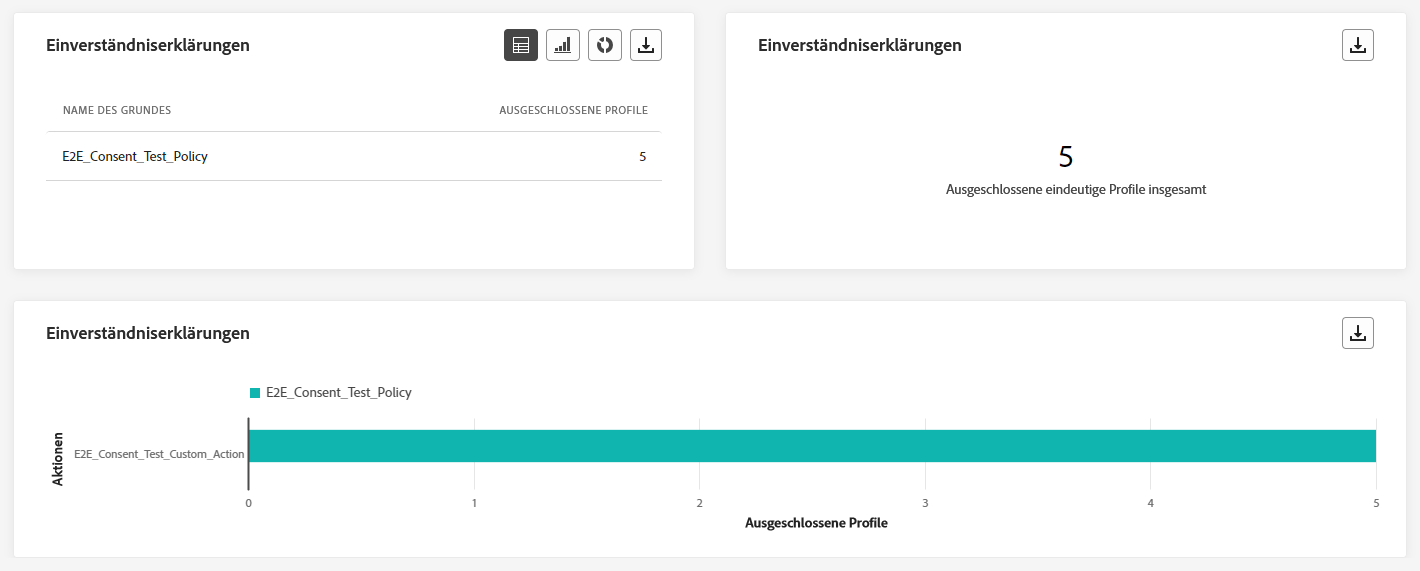 Einverständniserklärungen
NAME DES GRUNDES AUSGESCHLOSSENE PROFILE
E2E_Consent_Test_Policy 5
Einverständniserklärungen
5
Ausgeschlossene eindeutige Profile insgesamt
Einverständniserklärungen
E2E_Consent_Test_Policy
Aktionen
E2E_Consent_Test_Custom_Action
0 1 2 3 4 5
Ausgeschlossene Profile